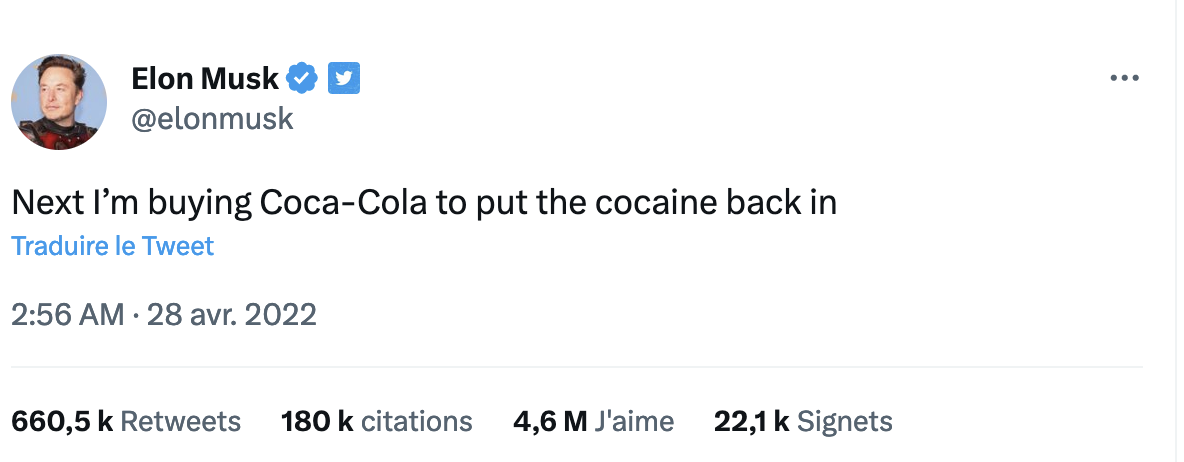 Elon Musk
@elonmusk
Next I’m buying Coca-Cola to put the cocaine back in
Traduire le Tweet
2:56 AM · 28 avr. 2022
660,5 k Retweets 180 k citations 4,6 M J'aime 22,1 k Signets